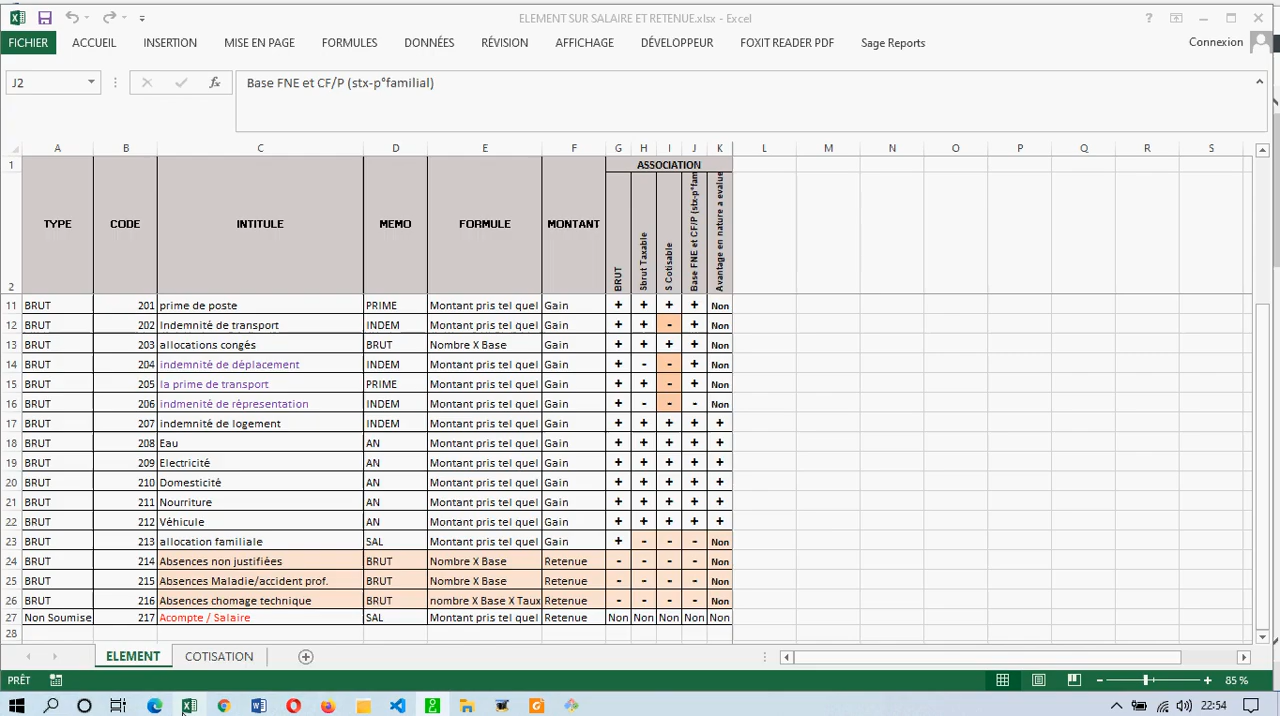 ELEMENT SUR SALAIRE ET RETENUE.xlsx - Excel
FICHIER ACCUEIL INSERTION MISE EN PAGE FORMULES DONNÉES RÉVISION AFFICHAGE DÉVELOPPEUR FOXIT READER PDF Sage Reports Connexion
J2 fx Base FNE et CF/P (stx-p°familial)
A B C D E F G H I J K L M N O P Q R S
1 ASSOCIATION
2 TYPE CODE INTITULE MEMO FORMULE MONTANT BRUT Sbrut Taxable S Cotisable Base FNE et CF/P (stx-p°fam Avantage en nature a evalue
11 BRUT 201 prime de poste PRIME Montant pris tel quel Gain + + + + Non
12 BRUT 202 Indemnité de transport INDEM Montant pris tel quel Gain + + - + Non
13 BRUT 203 allocations congés BRUT Nombre X Base Gain + + + + Non
14 BRUT 204 indemnité de déplacement INDEM Montant pris tel quel Gain + - - + Non
15 BRUT 205 la prime de transport PRIME Montant pris tel quel Gain + + - + Non
16 BRUT 206 indmenité de répresentation INDEM Montant pris tel quel Gain + - - - Non
17 BRUT 207 indemnité de logement INDEM Montant pris tel quel Gain + + + + +
18 BRUT 208 Eau AN Montant pris tel quel Gain + + + + +
19 BRUT 209 Electricité AN Montant pris tel quel Gain + + + + +
20 BRUT 210 Domesticité AN Montant pris tel quel Gain + + + + +
21 BRUT 211 Nourriture AN Montant pris tel quel Gain + + + + +
22 BRUT 212 Véhicule AN Montant pris tel quel Gain + + + + +
23 BRUT 213 allocation familiale SAL Montant pris tel quel Gain + - - - Non
24 BRUT 214 Absences non justifiées BRUT Nombre X Base Retenue - - - - Non
25 BRUT 215 Absences Maladie/accident prof. BRUT Nombre X Base Retenue - - - - Non
26 BRUT 216 Absences chomage technique BRUT nombre X Base X Taux Retenue - - - - Non
27 Non Soumise 217 Acompte / Salaire SAL Montant pris tel quel Retenue Non Non Non Non Non
28
ELEMENT COTISATION
PRÊT 85 %
22:54